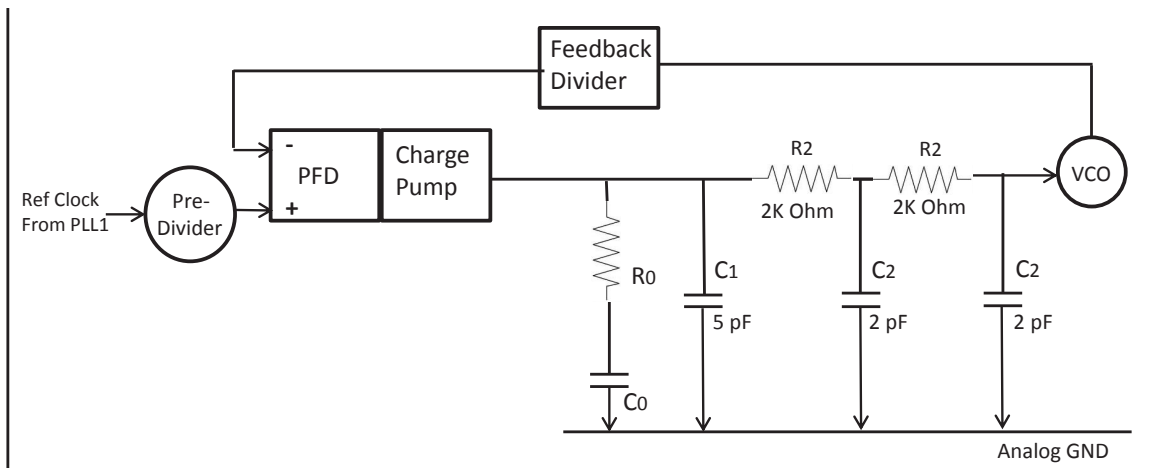 Feedback
Divider
-
PFD
+
Charge
Pump
Ref Clock
From PLL1
Pre-
Divider
R2
2K Ohm
R2
2K Ohm
VCO
R0
C0
C1
5 pF
C2
2 pF
C2
2 pF
Analog GND